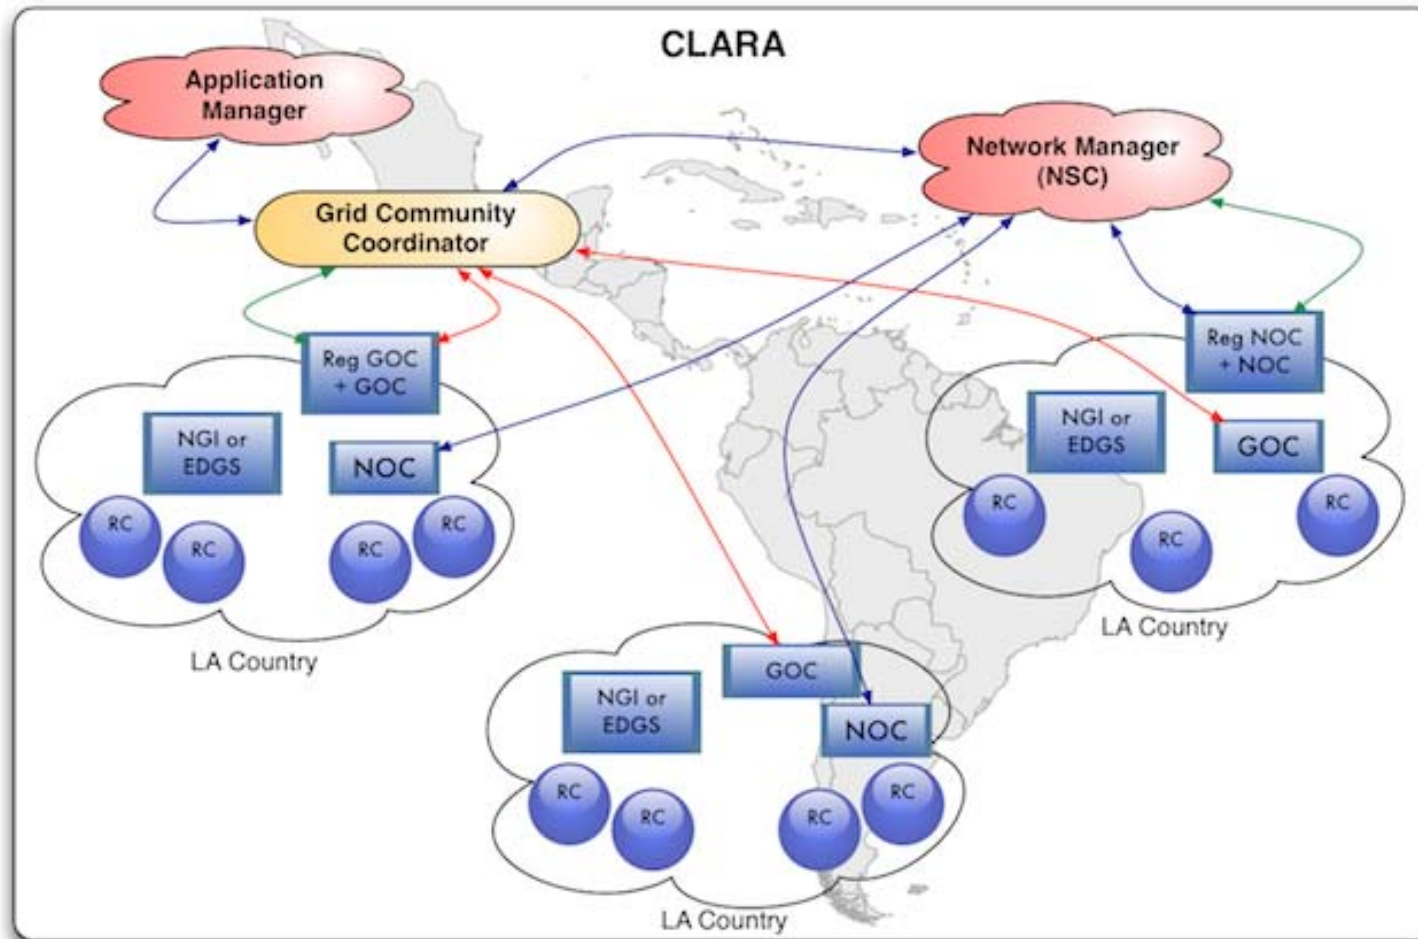 CLARA
Application
Manager
Network Manager
(NSC)
Grid Community
Coordinator
Reg GOC
+ GOC
NGI or
EDGS
NOC
RC
RC
RC
RC
LA Country
Reg NOC
+ NOC
NGI or
EDGS
GOC
RC
RC
RC
LA Country
GOC
NGI or
EDGS
NOC
RC
RC
RC
RC
LA Country